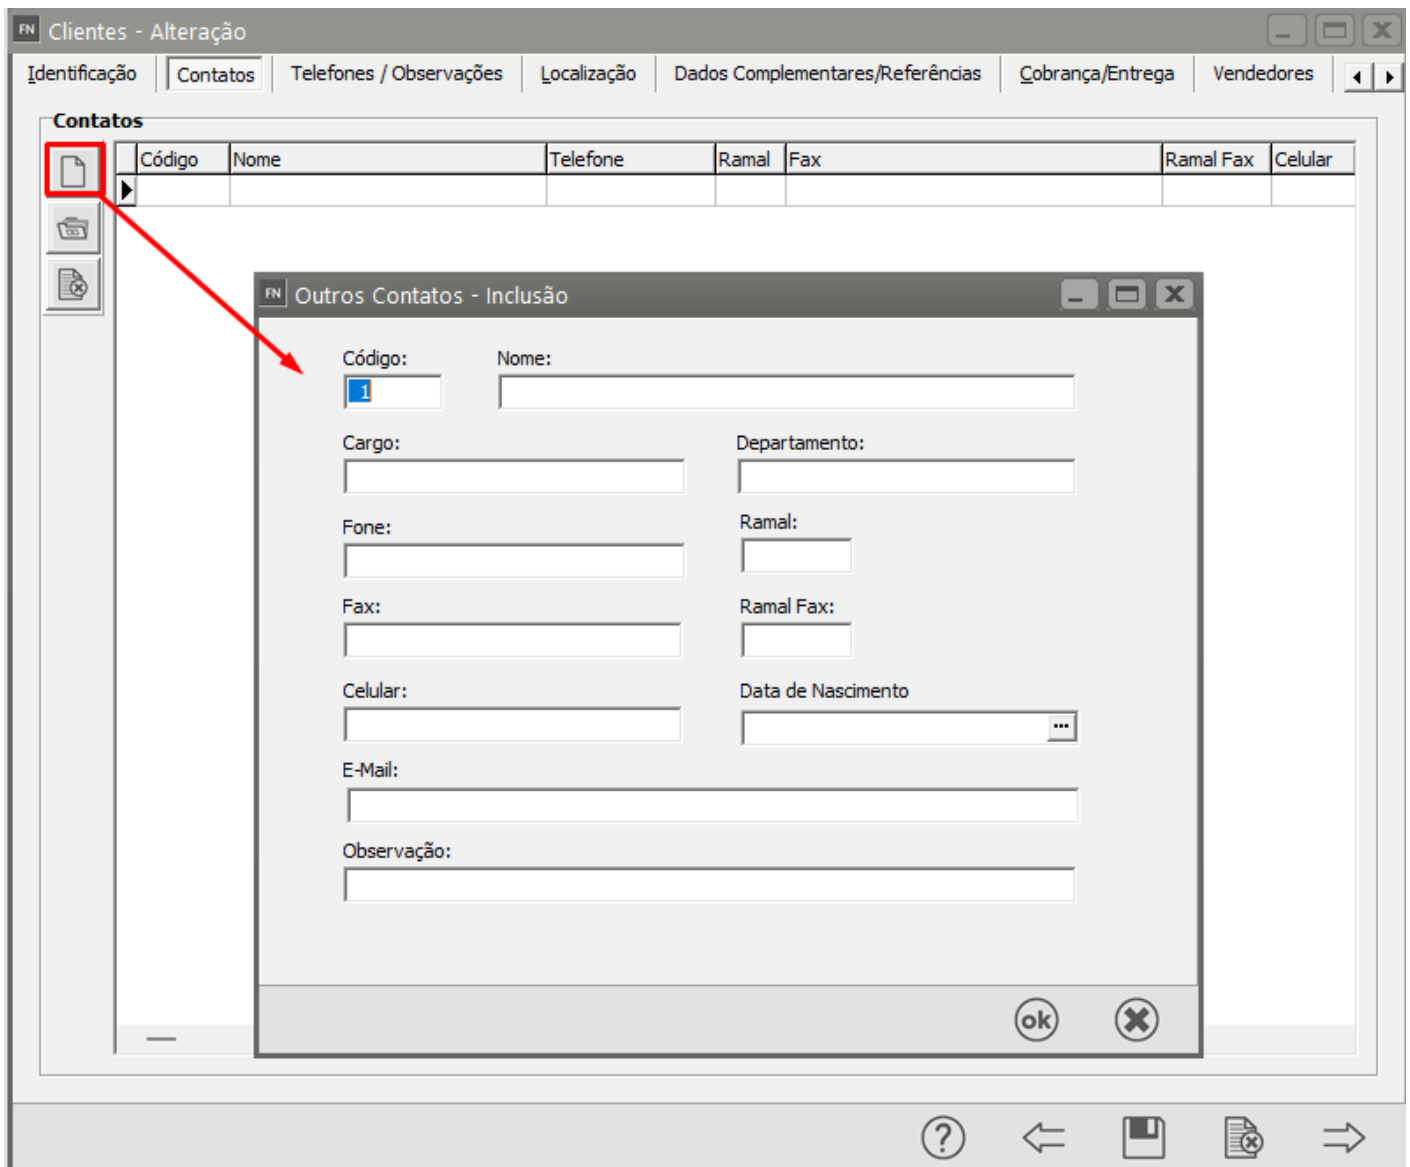 FN Clientes - Alteração
Identificação Contatos Telefones / Observações Localização Dados Complementares/Referências Cobrança/Entrega Vendedores
Contatos
Código Nome Telefone Ramal Fax Ramal Fax Celular
FN Outros Contatos - Inclusão
Código: Nome:
1
Cargo: Departamento:
Fone: Ramal:
Fax: Ramal Fax:
Celular: Data de Nascimento
...
E-Mail:
Observação:
ok
?